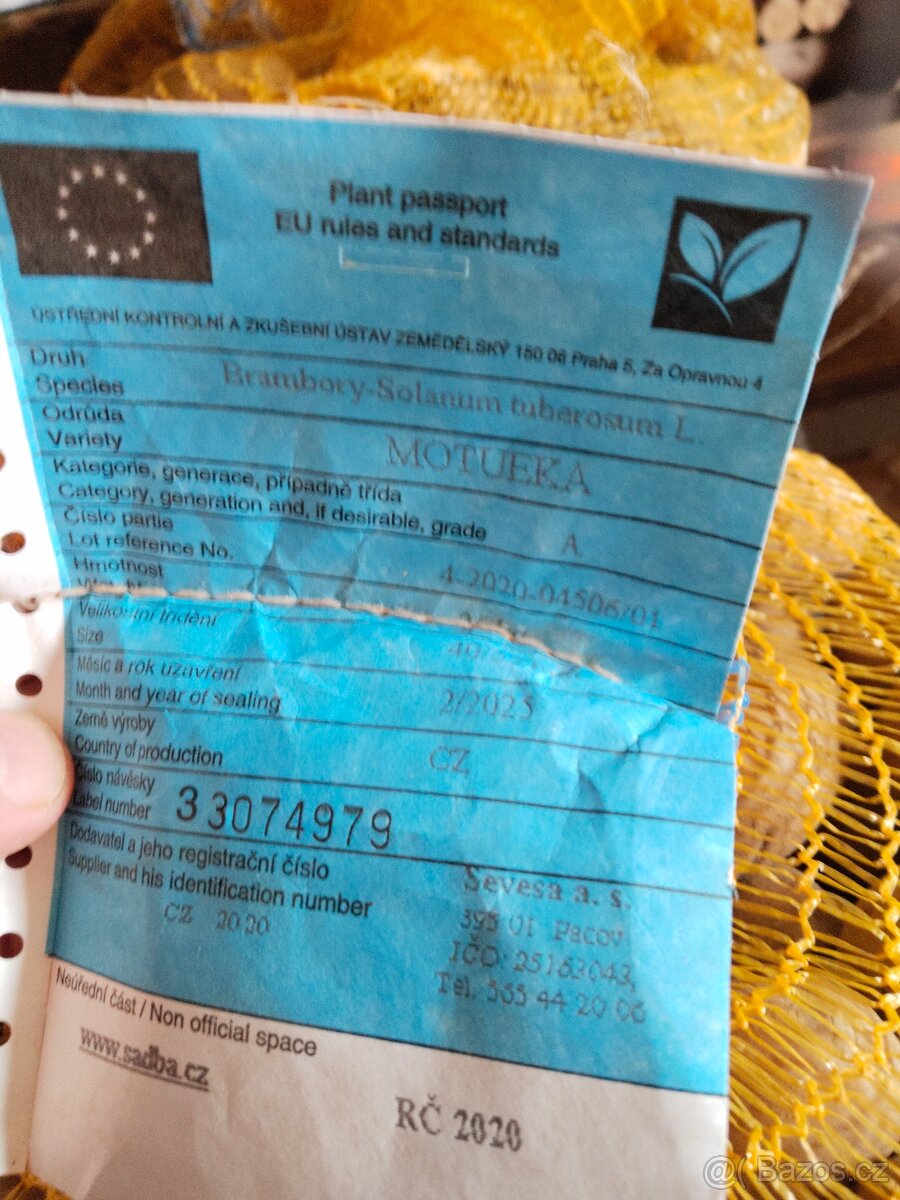 Plant passport
EU rules and standards
ÚSTŘEDNÍ KONTROLNÍ A ZKUŠEBNÍ ÚSTAV ZEMĚDĚLSKÝ 150 06 Praha 5, Za Opravnou 4
Druh
Species
Brambory-Solanum tuberosum L.
Odrůda
Variety
MOTUEKA
Kategorie, generace, případně třída
Category, generation and, if desirable, grade
A
Číslo partie
Lot reference No.
4-2020-04506/01
Hmotnost
Velikostní třídění
Size
40/
Měsíc a rok uzavření
Month and year of sealing
2/2025
Země výroby
Country of production
CZ
Číslo návěsky
Label number
33074979
Dodavatel a jeho registrační číslo
Supplier and his identification number
CZ 2020
Sevesa a. s.
395 01 Pacov
IČO 25163043,
Tel. 565 44 20 06
Neúřední část / Non official space
www.sadba.cz
RČ 2020
@( Bazos.cz